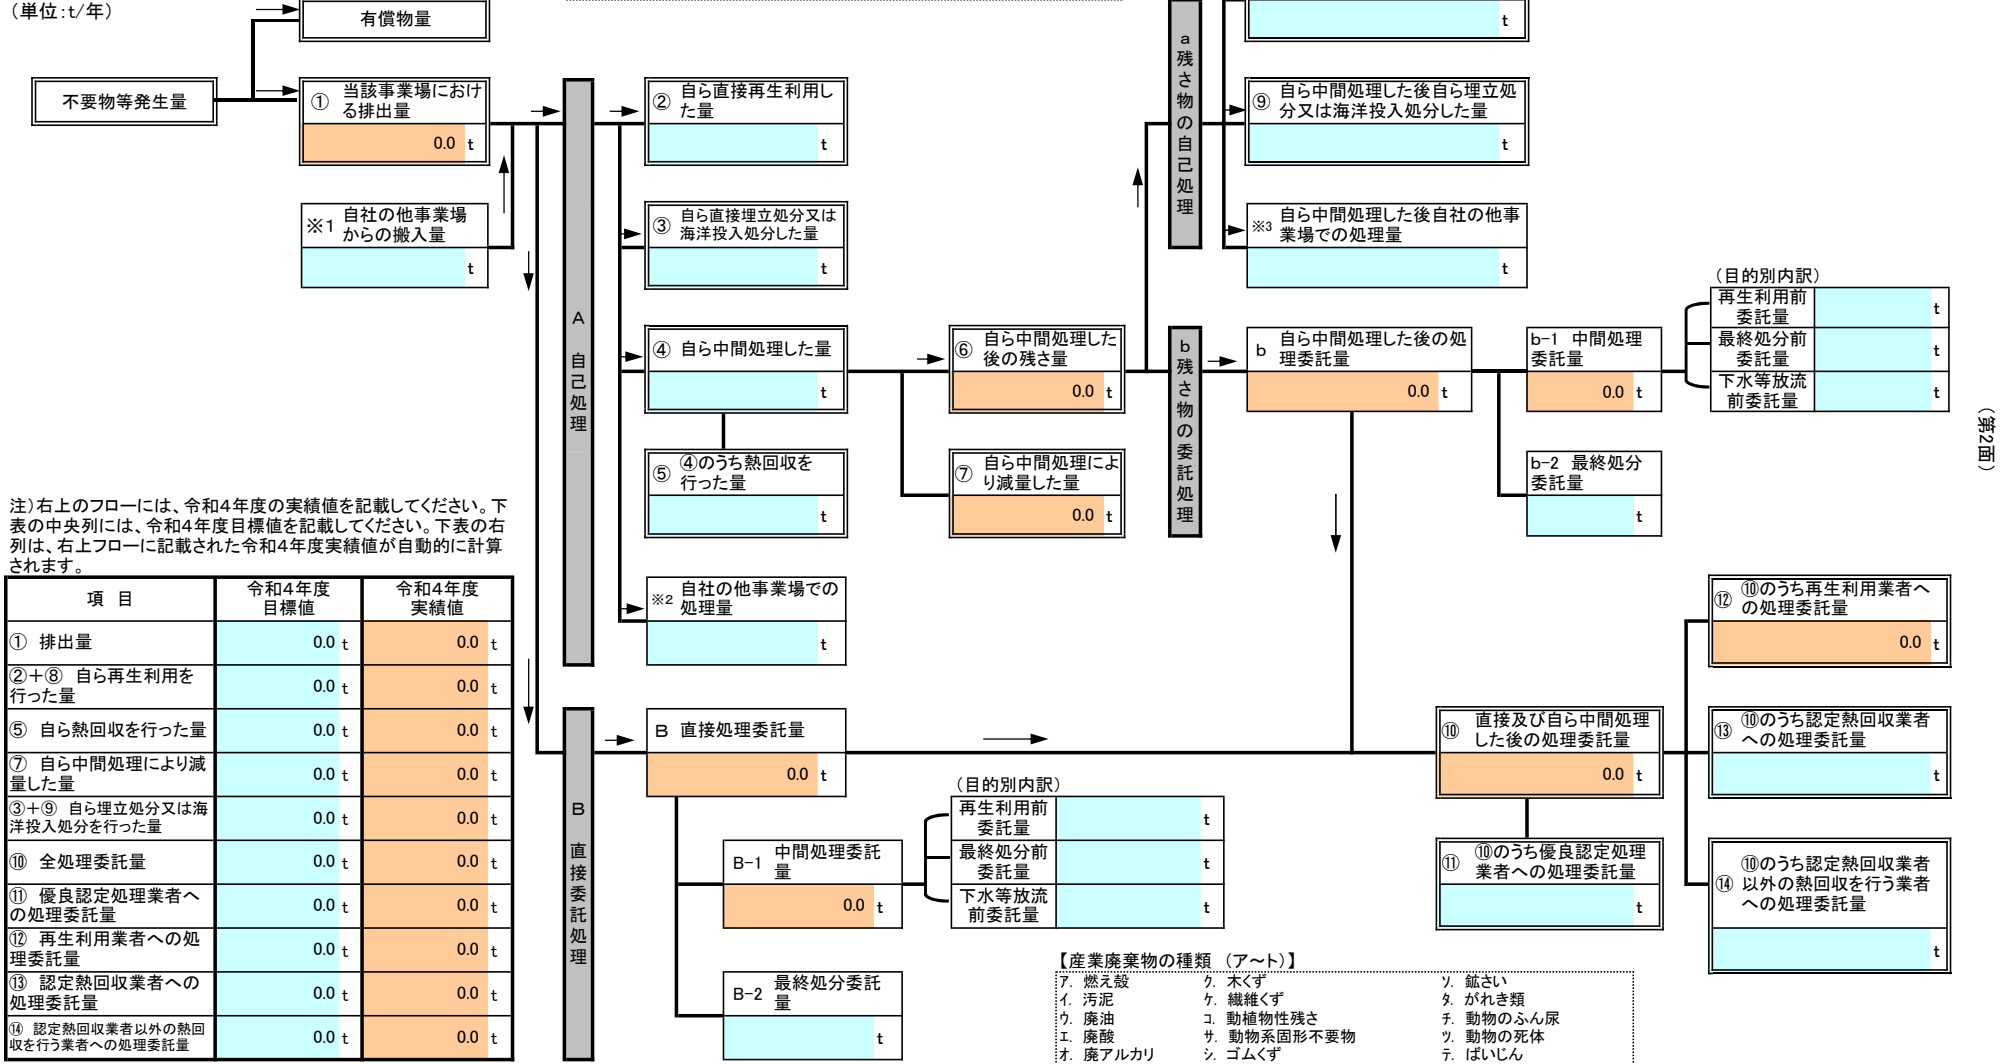 （単位：t/年）
有償物量
不要物等発生量
① 当該事業場におけ
る排出量
0.0 t
※1 自社の他事業場
からの搬入量
t
A 自己処理
② 自ら直接再生利用し
た量
t
③ 自ら直接埋立処分又は
海洋投入処分した量
t
④ 自ら中間処理した量
t
⑤ ④のうち熱回収を
行った量
t
※2 自社の他事業場での
処理量
t
⑥ 自ら中間処理した
後の残さ量
0.0 t
⑦ 自ら中間処理によ
り減量した量
0.0 t
a 残さ物の自己処理
t
⑨ 自ら中間処理した後自ら埋立処
分又は海洋投入処分した量
t
※3 自ら中間処理した後自社の他事
業場での処理量
t
b 残さ物の委託処理
b 自ら中間処理した後の処
理委託量
0.0 t
b-1 中間処理
委託量
0.0 t
b-2 最終処分
委託量
t
（目的別内訳）
再生利用前
委託量
t
最終処分前
委託量
t
下水等放流
前委託量
t
（第2面）
注）右上のフローには、令和4年度の実績値を記載してください。下
表の中央列には、令和4年度目標値を記載してください。下表の右
列は、右上フローに記載された令和4年度実績値が自動的に計算
されます。
項 目
令和4年度
目標値
令和4年度
実績値
① 排出量 0.0 t 0.0 t
②＋⑧ 自ら再生利用を
行った量 0.0 t 0.0 t
⑤ 自ら熱回収を行った量 0.0 t 0.0 t
⑦ 自ら中間処理により減
量した量 0.0 t 0.0 t
③＋⑨ 自ら埋立処分又は海
洋投入処分を行った量 0.0 t 0.0 t
⑩ 全処理委託量 0.0 t 0.0 t
⑪ 優良認定処理業者へ
の処理委託量 0.0 t 0.0 t
⑫ 再生利用業者への処
理委託量 0.0 t 0.0 t
⑬ 認定熱回収業者への
処理委託量 0.0 t 0.0 t
⑭ 認定熱回収業者以外の熱回
収を行う業者への処理委託量 0.0 t 0.0 t
B 直接委託処理
B 直接処理委託量
0.0 t
B-1 中間処理委託
量
0.0 t
B-2 最終処分委託
量
t
（目的別内訳）
再生利用前
委託量
t
最終処分前
委託量
t
下水等放流
前委託量
t
⑩ 直接及び自ら中間処理
した後の処理委託量
0.0 t
⑪ ⑩のうち優良認定処理
業者への処理委託量
t
⑫ ⑩のうち再生利用業者へ
の処理委託量
0.0 t
⑬ ⑩のうち認定熱回収業者
への処理委託量
t
⑭ ⑩のうち認定熱回収業者
以外の熱回収を行う業者
への処理委託量
t
【産業廃棄物の種類 （ア～ト）】
ｱ. 燃え殻 ｸ. 木くず ｿ. 鉱さい
ｲ. 汚泥 ｹ. 繊維くず ﾀ. がれき類
ｳ. 廃油 ｺ. 動植物性残さ ﾁ. 動物のふん尿
ｴ. 廃酸 ｻ. 動物系固形不要物 ﾂ. 動物の死体
ｵ. 廃アルカリ ｼ. ゴムくず ﾃ. ばいじん